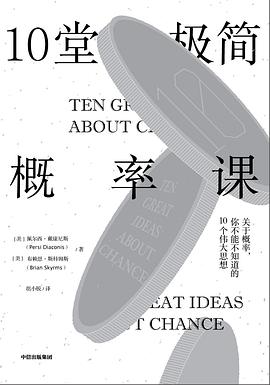 10堂 极简
10
TEN GR
ABOUT C
概率课
TEN
GREAT
IDEAS
ABOUT
CHANCE
关于概率，
你不能不知道的
10个伟大思想
[美] 佩尔西·戴康尼斯
(Persi Diaconis)
[美] 布赖恩·斯科姆斯
(Brian Skyrms)
/ 著
胡小锐 / 译
EAT IDEAS
T CHANCE
中信出版集团